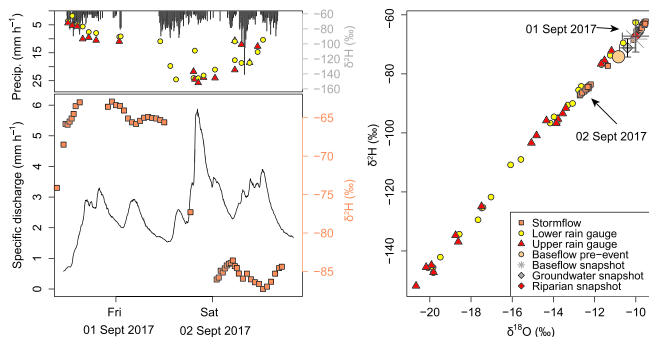 Precip. (mm h⁻¹)
5
15
25
−60
−80
−100
−120
−140
−160
δ²H (‰)
Specific discharge (mm h⁻¹)
6
5
4
3
2
1
0
−65
−70
−75
−80
−85
δ²H (‰)
Fri
Sat
01 Sept 2017
02 Sept 2017
−60
−80
−100
−120
−140
δ²H (‰)
01 Sept 2017
02 Sept 2017
Stormflow
Lower rain gauge
Upper rain gauge
Baseflow pre-event
Baseflow snapshot
Groundwater snapshot
Riparian snapshot
−20
−18
−16
−14
−12
−10
δ¹⁸O (‰)